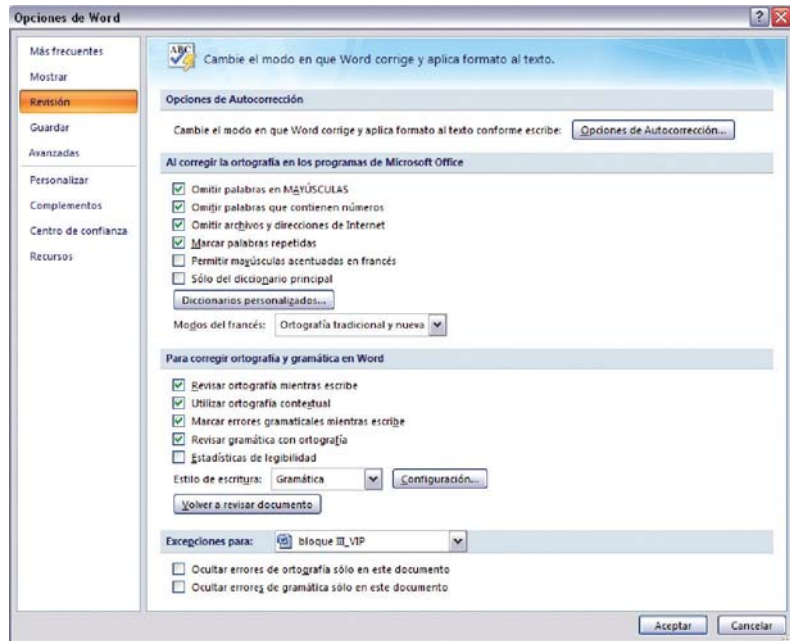 Opciones de Word
Más frecuentes
Mostrar
Revisión
Guardar
Avanzadas
Personalizar
Complementos
Centro de confianza
Recursos
ABC
Cambie el modo en que Word corrige y aplica formato al texto.
Opciones de Autocorrección
Cambie el modo en que Word corrige y aplica formato al texto conforme escribe: Opciones de Autocorrección...
Al corregir la ortografía en los programas de Microsoft Office
Omitir palabras en MAYÚSCULAS
Omitir palabras que contienen números
Omitir archivos y direcciones de Internet
Marcar palabras repetidas
Permitir mayúsculas acentuadas en francés
Sólo del diccionario principal
Diccionarios personalizados...
Modos del francés: Ortografía tradicional y nueva
Para corregir ortografía y gramática en Word
Revisar ortografía mientras escribe
Utilizar ortografía contextual
Marcar errores gramaticales mientras escribe
Revisar gramática con ortografía
Estadísticas de legibilidad
Estilo de escritura: Gramática Configuración...
Volver a revisar documento
Excepciones para: bloque III_VIP
Ocultar errores de ortografía sólo en este documento
Ocultar errores de gramática sólo en este documento
Aceptar Cancelar